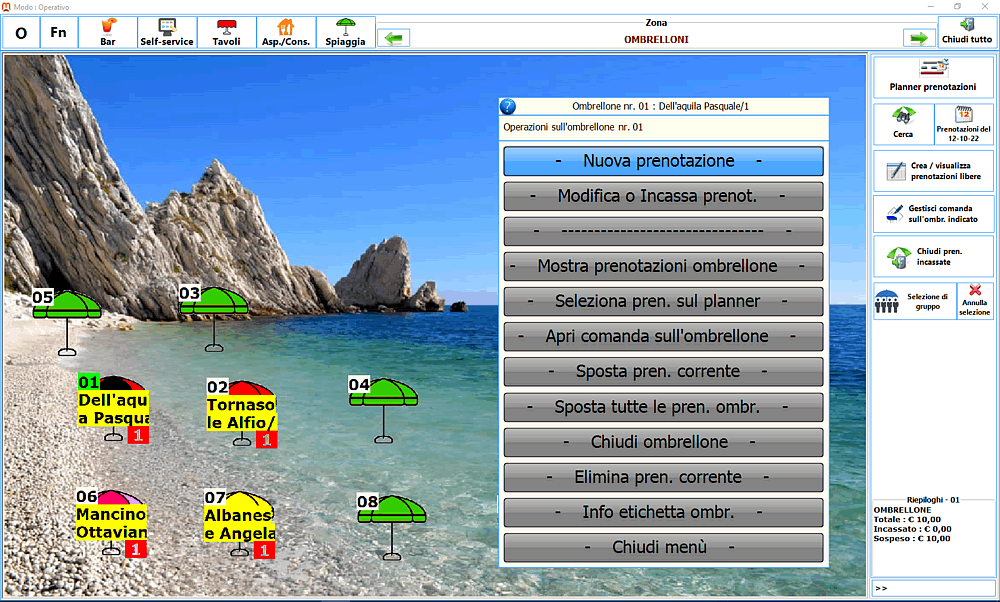 Modo : Operativo
O
Fn
Bar
Self-service
Tavoli
Asp./Cons.
Spiaggia
Zona
OMBRELLONI
Chiudi tutto
05
03
01
Dell'aqu
a Pasqua
1
02
Tornaso
le Alfio/
1
04
06
Mancino
Ottavian
1
07
Albanes
e Angela
1
08
?
Ombrellone nr. 01 : Dell'aquila Pasquale/1
Operazioni sull'ombrellone nr. 01
- Nuova prenotazione -
- Modifica o Incassa prenot. -
- ----------------------------- -
- Mostra prenotazioni ombrellone -
- Seleziona pren. sul planner -
- Apri comanda sull'ombrellone -
- Sposta pren. corrente -
- Sposta tutte le pren. ombr. -
- Chiudi ombrellone -
- Elimina pren. corrente -
- Info etichetta ombr. -
- Chiudi menù -
Planner prenotazioni
Cerca
12
Prenotazioni del
12-10-22
Crea / visualizza
prenotazioni libere
Gestisci comanda
sull'ombr. indicato
Chiudi pren.
incassate
Selezione di
gruppo
Annulla
selezione
Riepiloghi - 01
OMBRELLONE
Totale : € 10,00
Incassato : € 0,00
Sospeso : € 10,00
>>